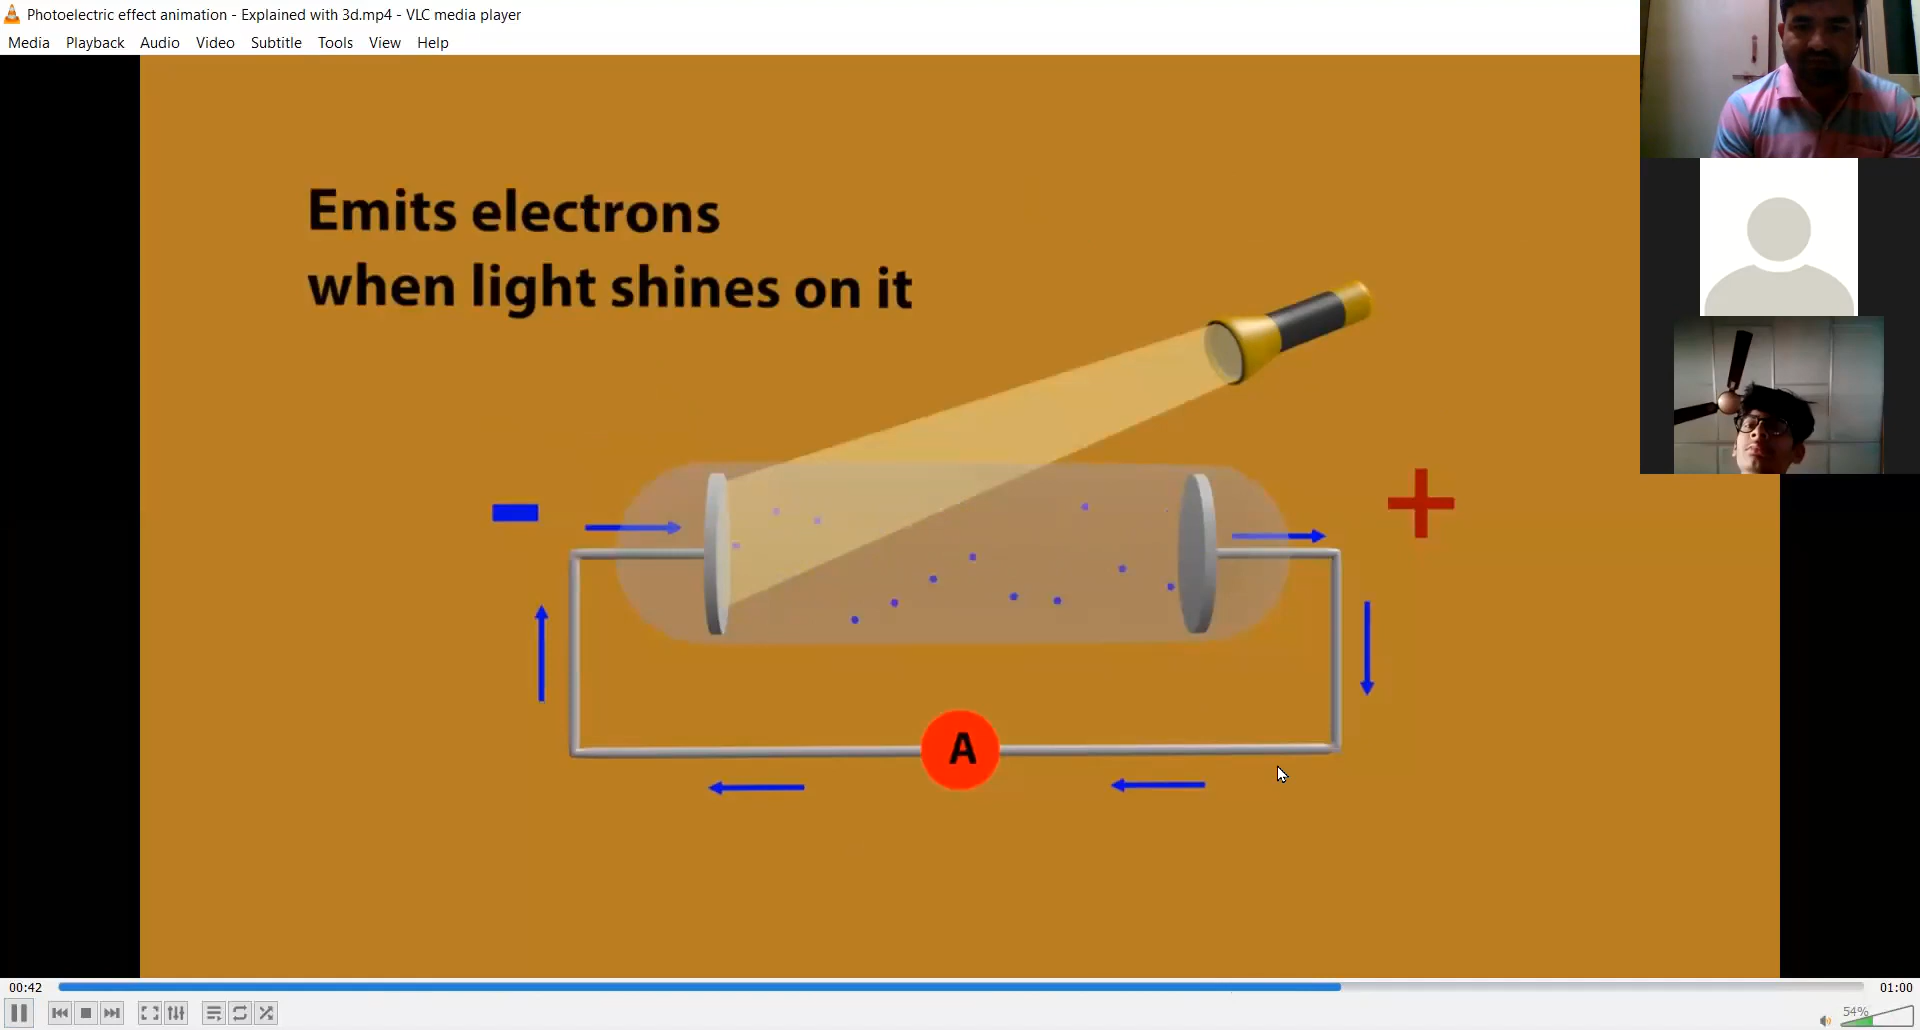 Photoelectric effect animation - Explained with 3d.mp4 - VLC media player
Media Playback Audio Video Subtitle Tools View Help
Emits electrons
when light shines on it
A
00:42
01:00
54%